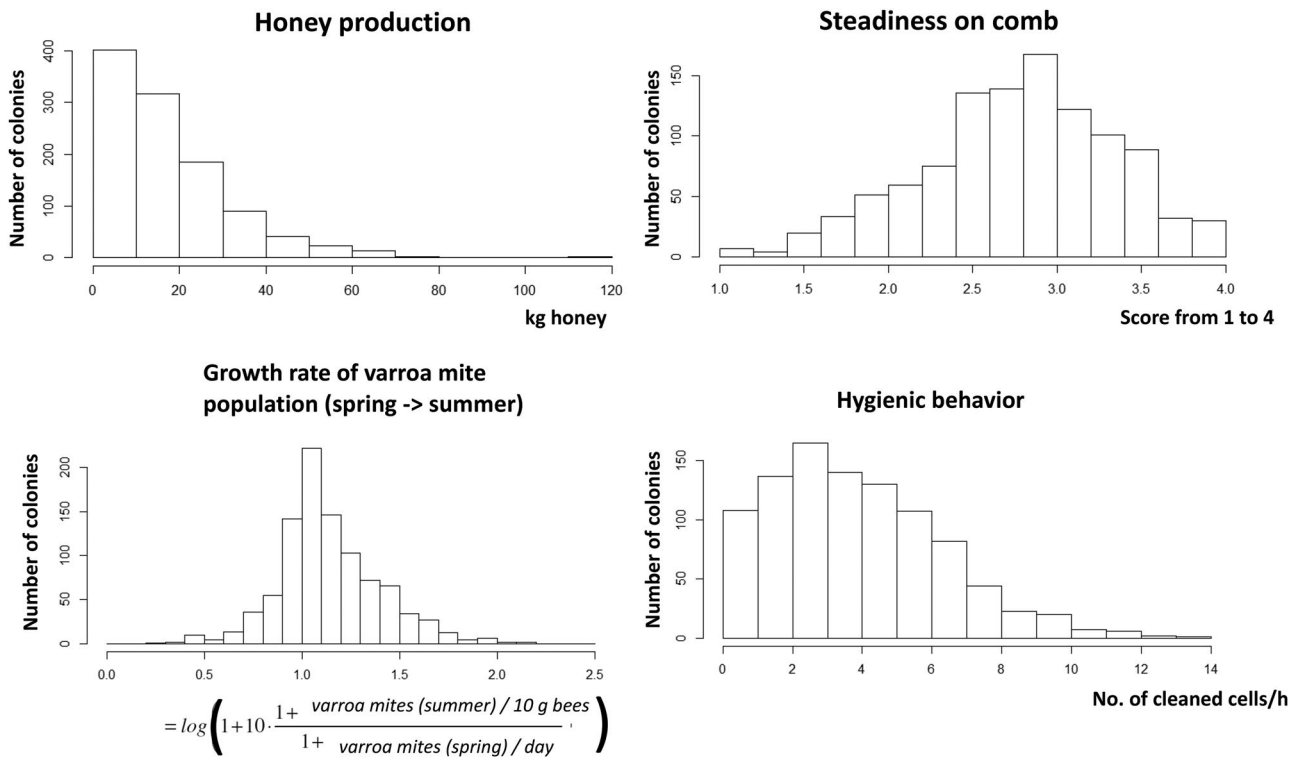 Honey production
Number of colonies
0 100 200 300 400
0 20 40 60 80 100 120
kg honey
Steadiness on comb
Number of colonies
0 50 100 150
1.0 1.5 2.0 2.5 3.0 3.5 4.0
Score from 1 to 4
Growth rate of varroa mite
population (spring -> summer)
Number of colonies
0 50 100 150 200
0.0 0.5 1.0 1.5 2.0 2.5
= log(1+10·
1+ varroa mites (summer) / 10 g bees
1+ varroa mites (spring) / day
)
Hygienic behavior
Number of colonies
0 50 100 150
0 2 4 6 8 10 12 14
No. of cleaned cells/h